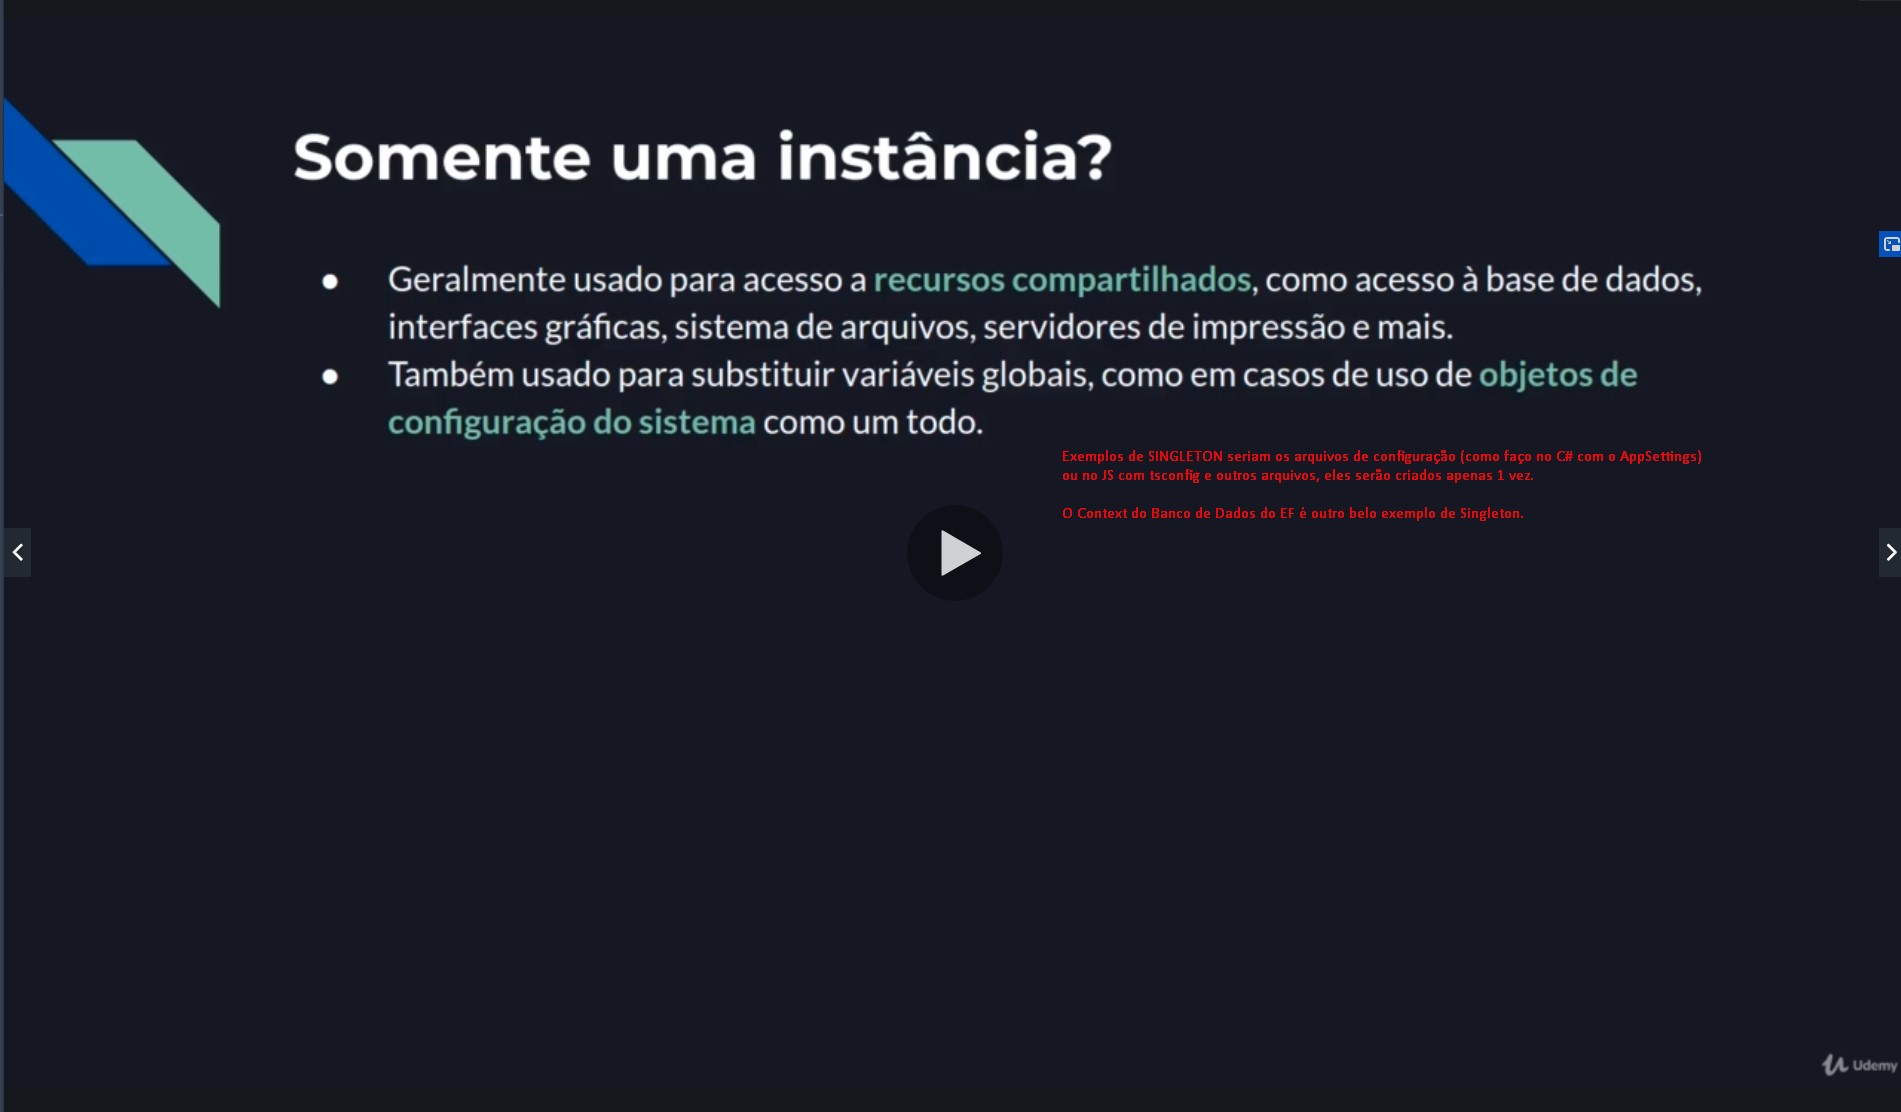 Somente uma instância?
● Geralmente usado para acesso a recursos compartilhados, como acesso à base de dados,
interfaces gráficas, sistema de arquivos, servidores de impressão e mais.
● Também usado para substituir variáveis globais, como em casos de uso de objetos de
configuração do sistema como um todo.
Exemplos de SINGLETON seriam os arquivos de configuração (como faço no C# com o AppSettings)
ou no JS com tsconfig e outros arquivos, eles serão criados apenas 1 vez.
O Context do Banco de Dados do EF é outro belo exemplo de Singleton.
Udemy